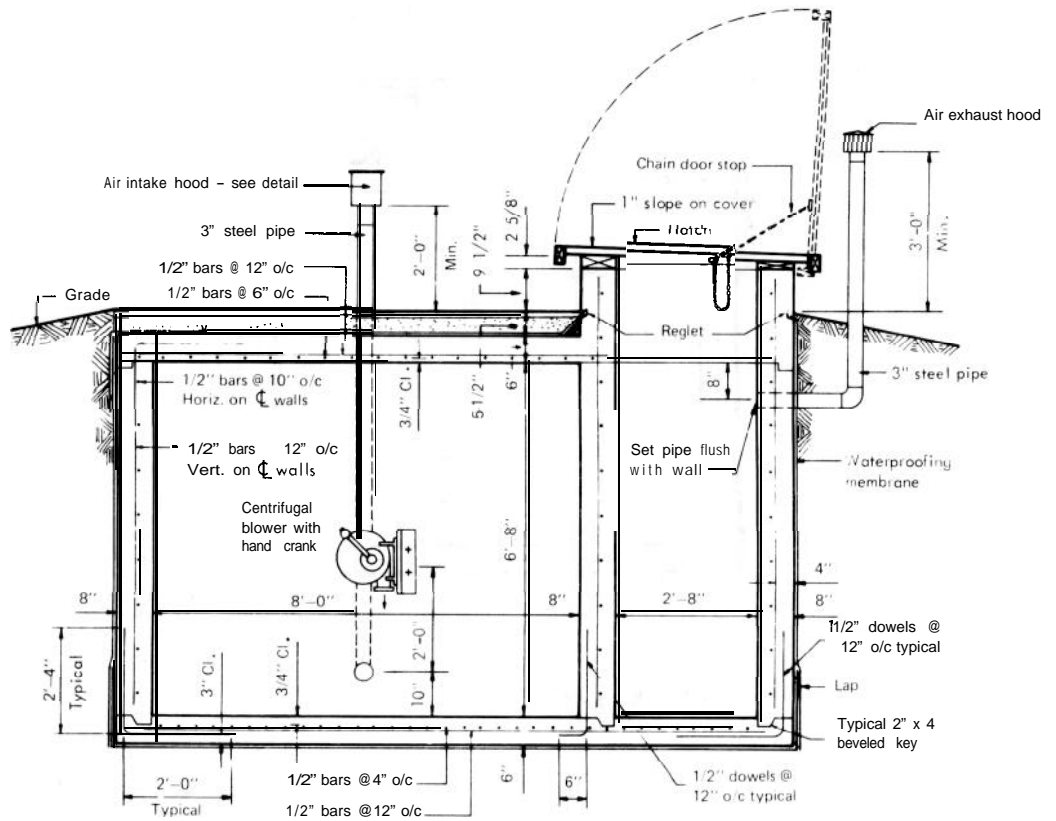 Air exhaust hood
Chain door stop
Air intake hood – see detail
1" slope on cover
Hatch
3" steel pipe
2'-0"
Min.
9 1/2"
2 5/8"
3'-0"
Min.
1/2" bars @ 12" o/c
1/2" bars @ 6" o/c
Grade
Reglet
1/2" bars @ 10" o/c
Horiz. on ℄ walls
3/4" Cl.
5-1/2"
6"
8"
3" steel pipe
1/2" bars 12" o/c
Vert. on ℄ walls
Set pipe flush
with wall
Waterproofing
membrane
Centrifugal
blower with
hand crank
6'-8"
4"
8"
8'-0"
8"
2'-8"
8"
1/2" dowels @
12" o/c typical
2'-4"
Typical
3" Cl.
3/4" Cl.
2'-0"
10"
Lap
Typical 2" x 4
beveled key
2'-0"
Typical
1/2" bars @4" o/c
1/2" bars @12" o/c
6"
6"
1/2" dowels @
12" o/c typical